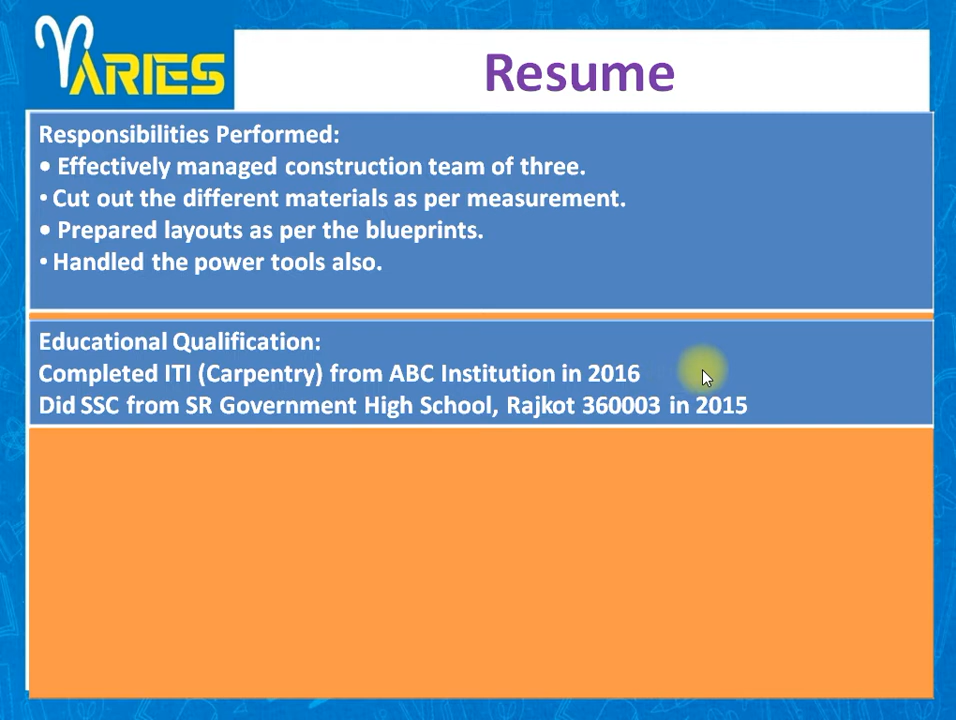 ARIES
Resume
Responsibilities Performed:
• Effectively managed construction team of three.
• Cut out the different materials as per measurement.
• Prepared layouts as per the blueprints.
• Handled the power tools also.
Educational Qualification:
Completed ITI (Carpentry) from ABC Institution in 2016
Did SSC from SR Government High School, Rajkot 360003 in 2015